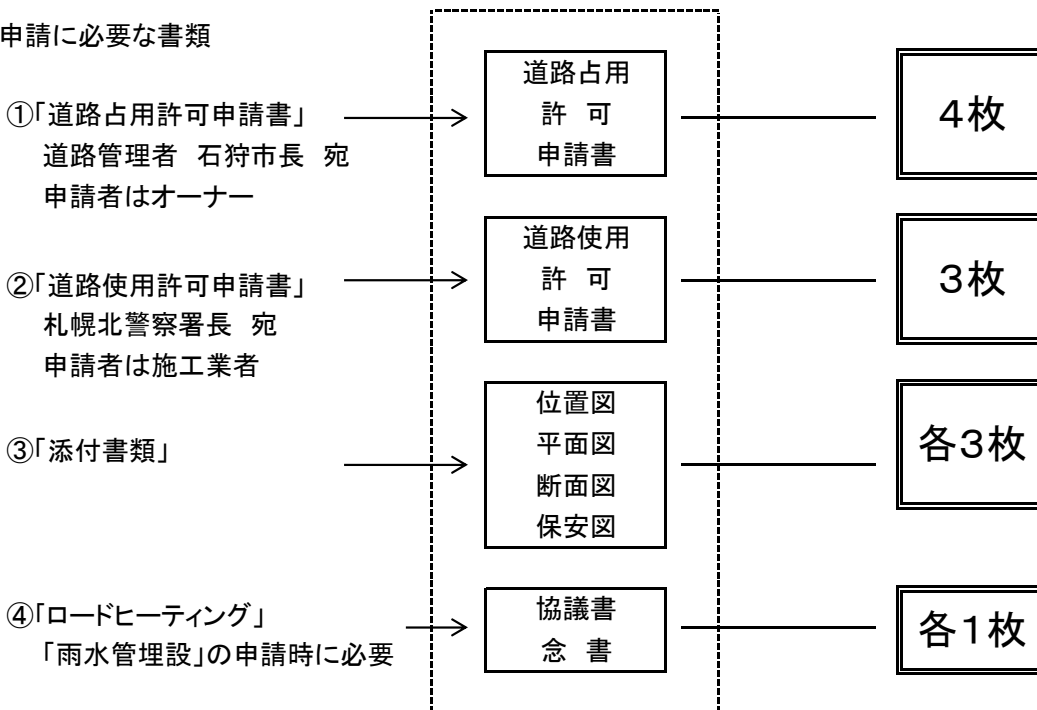 申請に必要な書類
①「道路占用許可申請書」
道路管理者 石狩市長 宛
申請者はオーナー
道路占用
許 可
申請書
4枚
②「道路使用許可申請書」
札幌北警察署長 宛
申請者は施工業者
道路使用
許 可
申請書
3枚
③「添付書類」
位置図
平面図
断面図
保安図
各3枚
④「ロードヒーティング」
「雨水管埋設」の申請時に必要
協議書
念 書
各1枚